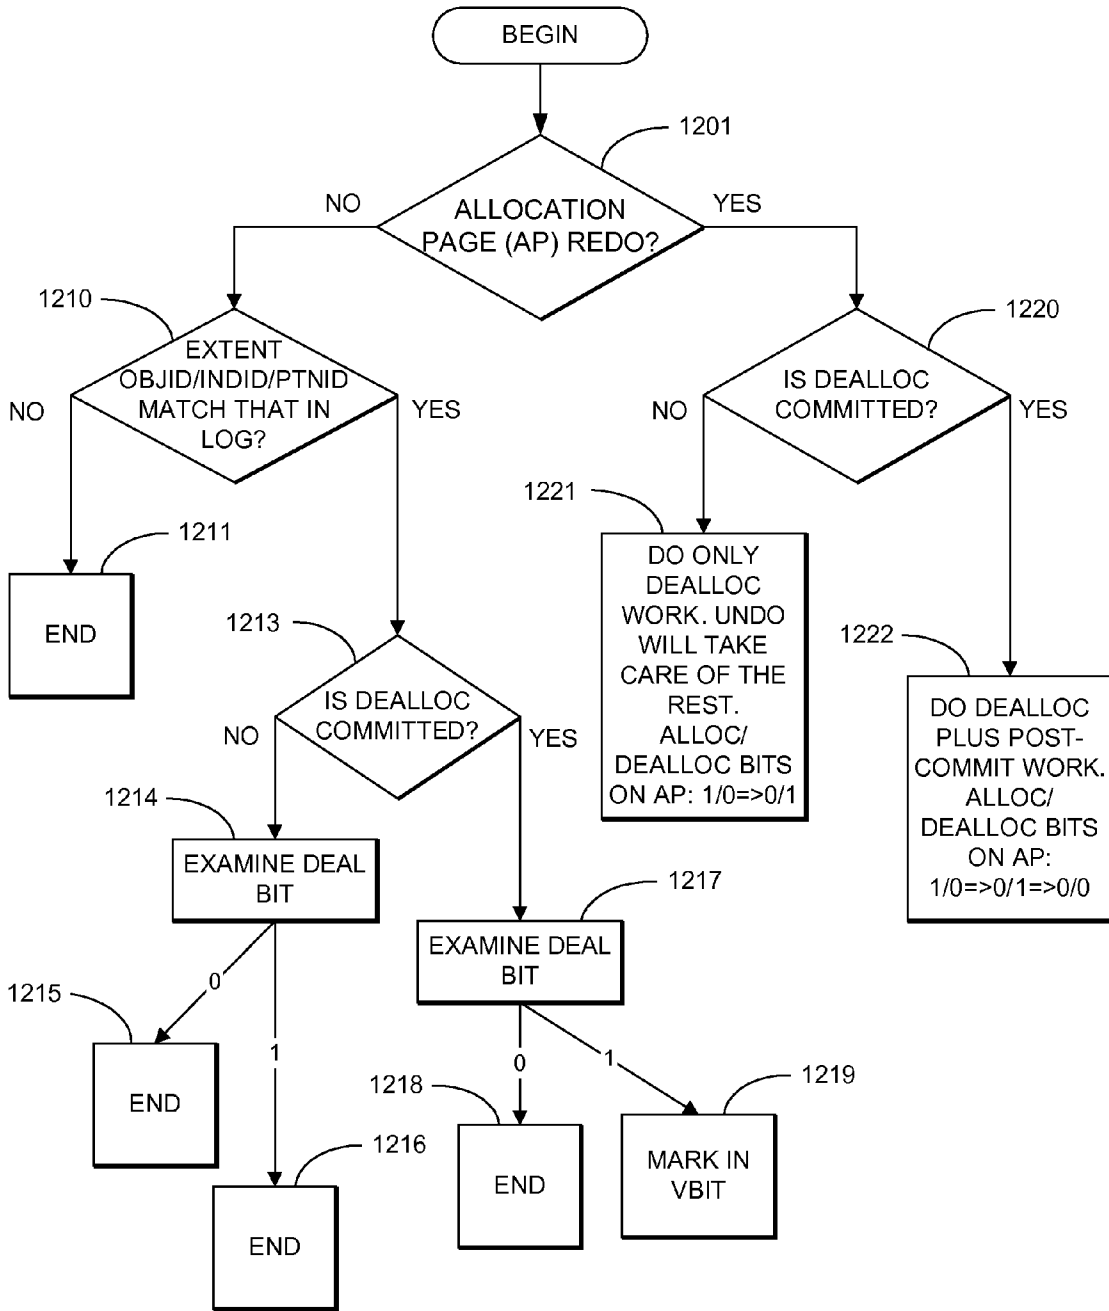 BEGIN
1201
NO
YES
ALLOCATION
PAGE (AP) REDO?
1210
1220
EXTENT
OBJID/INDID/PTNID
MATCH THAT IN
LOG?
NO
YES
IS DEALLOC
COMMITTED?
NO
YES
1221
1211
END
DO ONLY
DEALLOC
WORK. UNDO
WILL TAKE
CARE OF THE
REST.
ALLOC/
DEALLOC BITS
ON AP: 1/0=>0/1
1222
DO DEALLOC
PLUS POST-
COMMIT WORK.
ALLOC/
DEALLOC BITS
ON AP:
1/0=>0/1=>0/0
1213
IS DEALLOC
COMMITTED?
NO
YES
1214
EXAMINE DEAL
BIT
1217
EXAMINE DEAL
BIT
0
1
1215
END
1216
END
0
1
1218
END
1219
MARK IN
VBIT